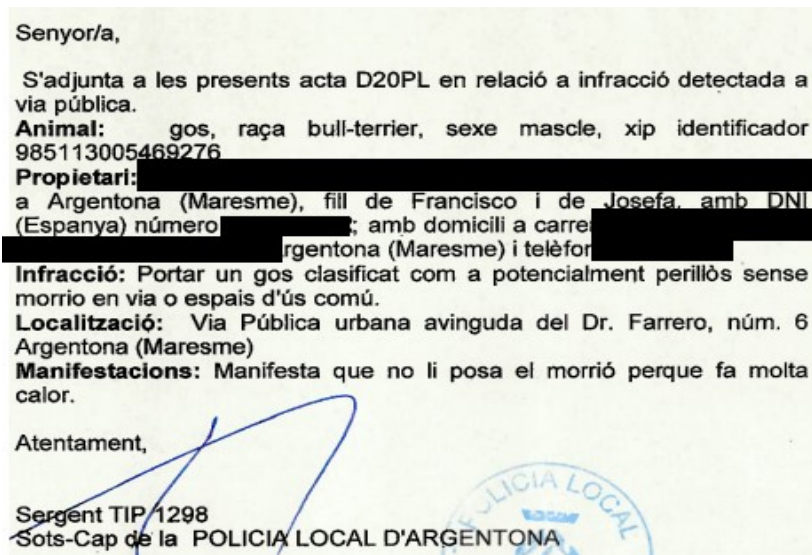 Senyor/a,
S'adjunta a les presents acta D20PL en relació a infracció detectada a
via pública.
Animal: gos, raça bull-terrier, sexe mascle, xip identificador
985113005469276
Propietari:
a Argentona (Maresme), fill de Francisco i de Josefa, amb DNI
(Espanya) número ; amb domicili a carrer
rgentona (Maresme) i telèfon
Infracció: Portar un gos clasificat com a potencialment perillòs sense
morrio en via o espais d'ús comú.
Localització: Via Pública urbana avinguda del Dr. Farrero, núm. 6
Argentona (Maresme)
Manifestacions: Manifesta que no li posa el morrió perque fa molta
calor.
Atentament,
Sergent TIP 1298
Sots-Cap de la POLICIA LOCAL D'ARGENTONA
POLICIA LOCAL